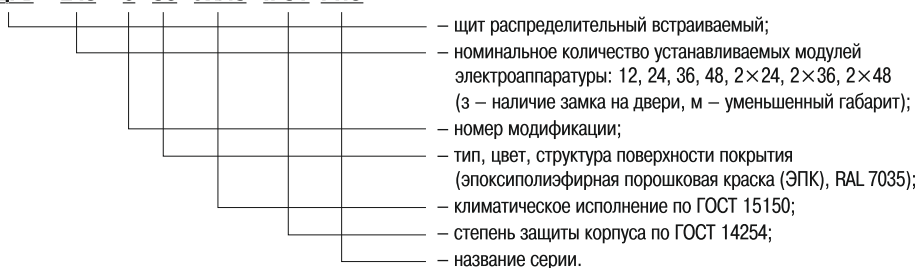 – щит распределительный встраиваемый;
– номинальное количество устанавливаемых модулей
электроаппаратуры: 12, 24, 36, 48, 2×24, 2×36, 2×48
(з – наличие замка на двери, м – уменьшенный габарит);
– номер модификации;
– тип, цвет, структура поверхности покрытия
(эпоксиполиэфирная порошковая краска (ЭПК), RAL 7035);
– климатическое исполнение по ГОСТ 15150;
– степень защиты корпуса по ГОСТ 14254;
– название серии.